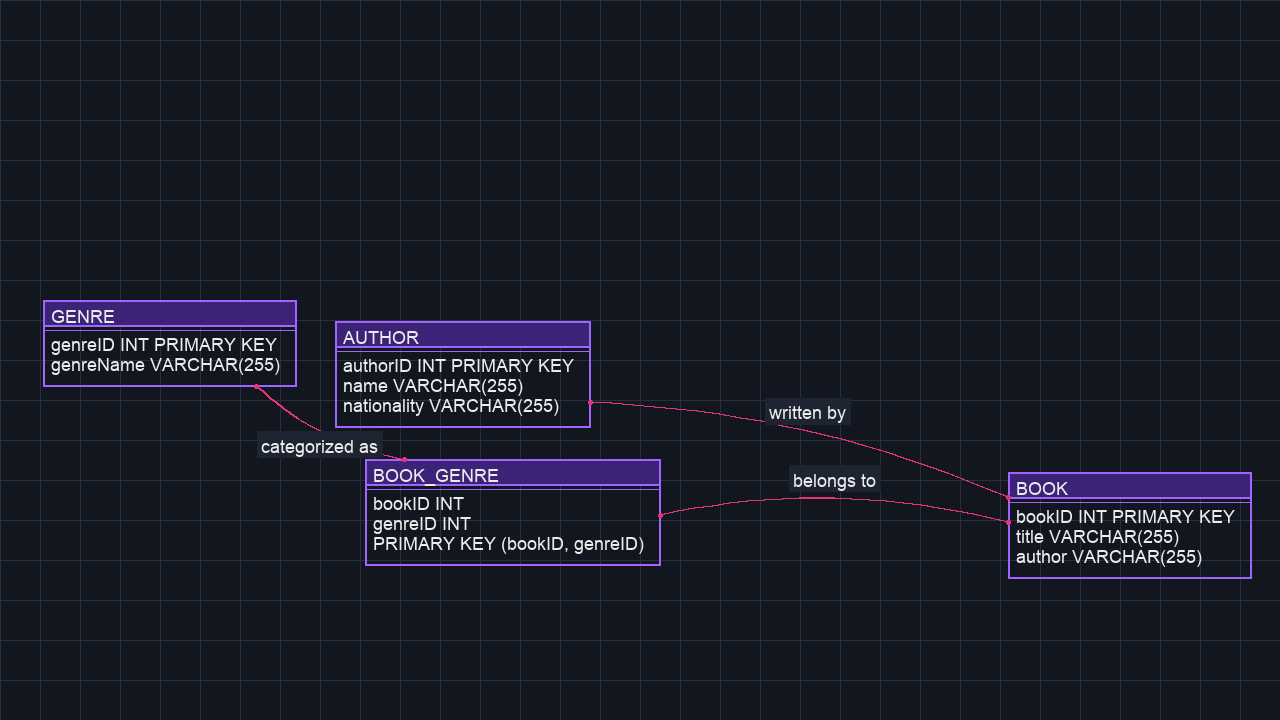 GENRE
genreID INT PRIMARY KEY
genreName VARCHAR(255)
AUTHOR
authorID INT PRIMARY KEY
name VARCHAR(255)
nationality VARCHAR(255)
written by
categorized as
BOOK_GENRE
bookID INT
genreID INT
PRIMARY KEY (bookID, genreID)
belongs to
BOOK
bookID INT PRIMARY KEY
title VARCHAR(255)
author VARCHAR(255)